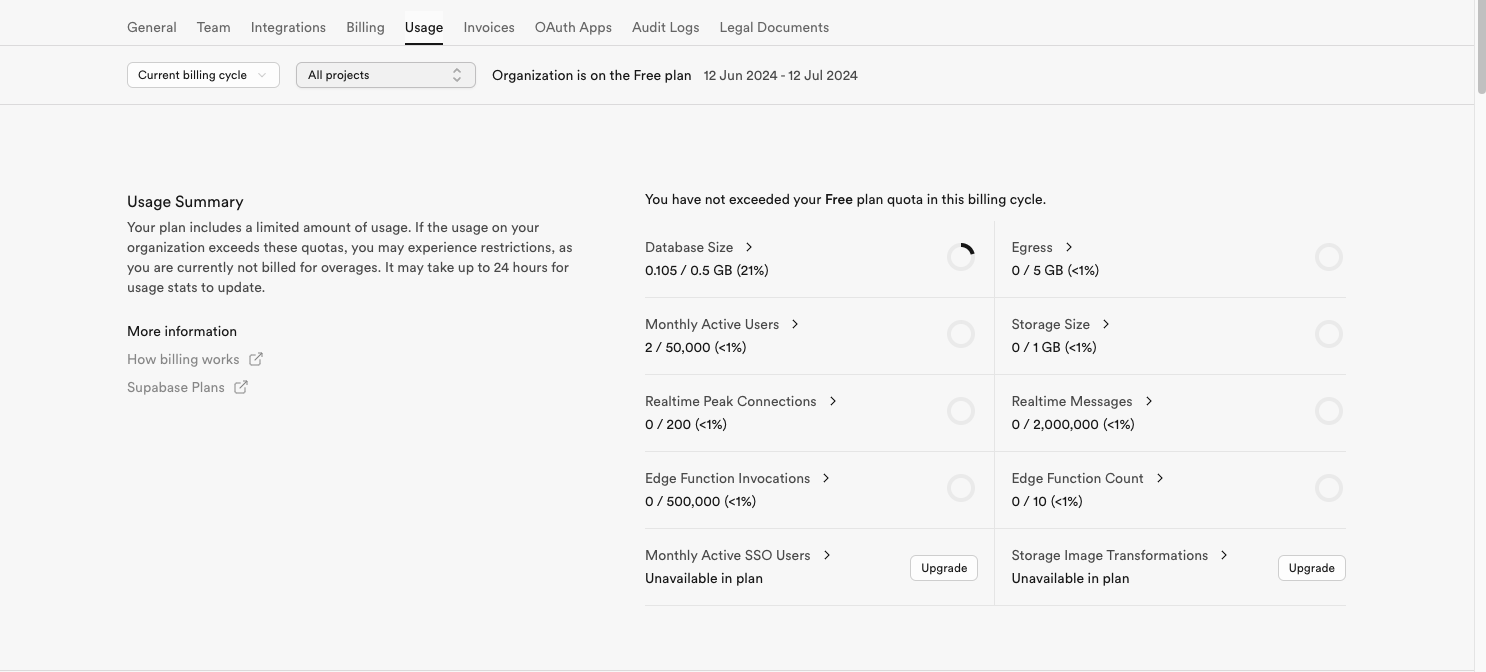 General Team Integrations Billing Usage Invoices OAuth Apps Audit Logs Legal Documents
Current billing cycle All projects Organization is on the Free plan 12 Jun 2024 - 12 Jul 2024
Usage Summary
Your plan includes a limited amount of usage. If the usage on your
organization exceeds these quotas, you may experience restrictions, as
you are currently not billed for overages. It may take up to 24 hours for
usage stats to update.
More information
How billing works
Supabase Plans
You have not exceeded your Free plan quota in this billing cycle.
Database Size
0.105 / 0.5 GB (21%)
Egress
0 / 5 GB (<1%)
Monthly Active Users
2 / 50,000 (<1%)
Storage Size
0 / 1 GB (<1%)
Realtime Peak Connections
0 / 200 (<1%)
Realtime Messages
0 / 2,000,000 (<1%)
Edge Function Invocations
0 / 500,000 (<1%)
Edge Function Count
0 / 10 (<1%)
Monthly Active SSO Users
Unavailable in plan
Upgrade
Storage Image Transformations
Unavailable in plan
Upgrade